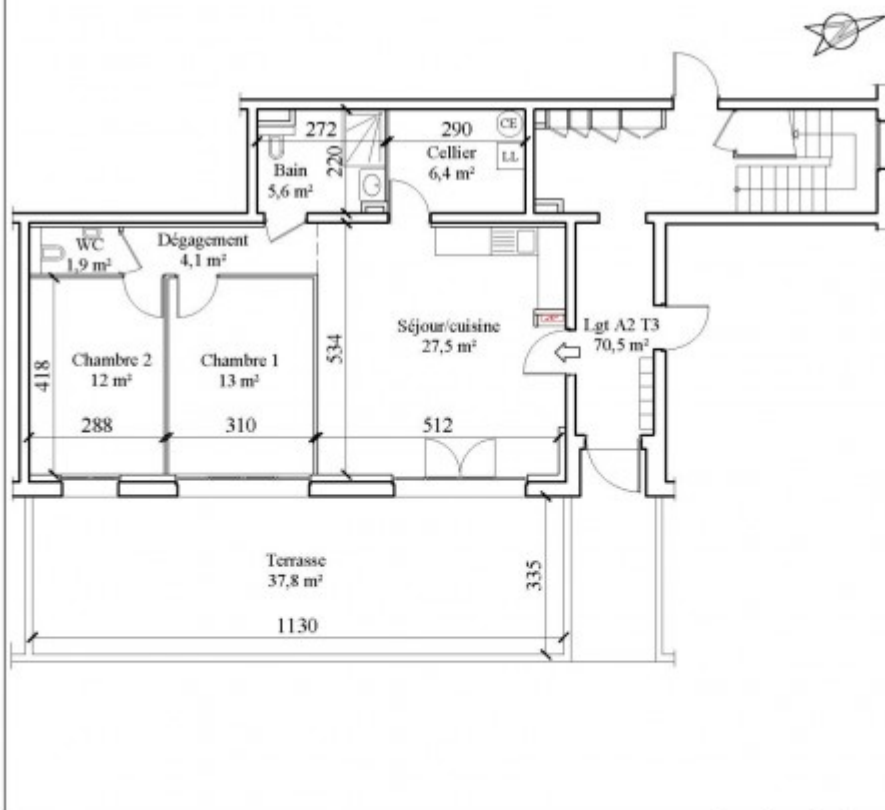 N
272
290
CE
LL
220
Bain
5,6 m²
Cellier
6,4 m²
WC
1,9 m²
Dégagement
4,1 m²
Séjour/cuisine
27,5 m²
Lgt A2 T3
70,5 m²
534
418
Chambre 2
12 m²
Chambre 1
13 m²
288
310
512
Terrasse
37,8 m²
335
1130